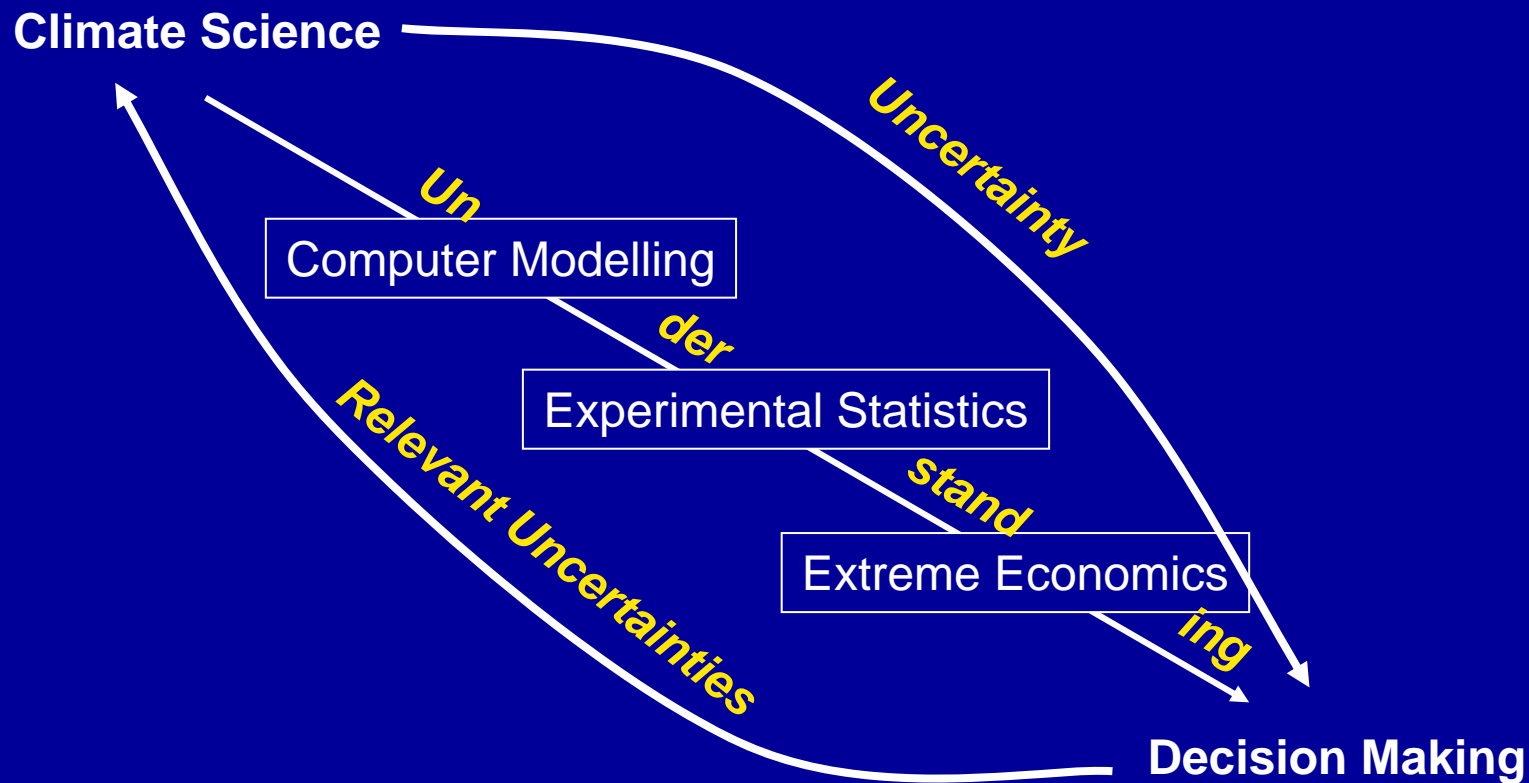 Climate Science
Uncertainty
Un
Computer Modelling
der
Experimental Statistics
Relevant Uncertainties
stand
Extreme Economics
ing
Decision Making